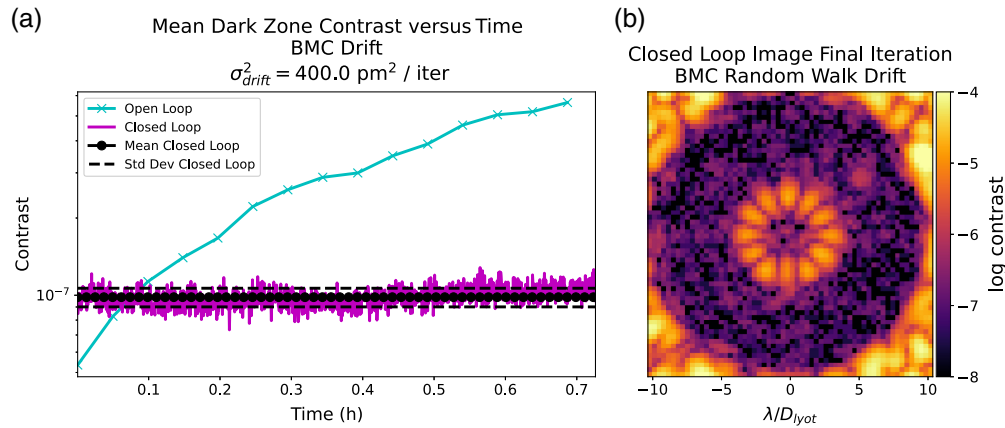 (a)
Mean Dark Zone Contrast versus Time
BMC Drift
σ²_drift = 400.0 pm² / iter
Open Loop
Closed Loop
Mean Closed Loop
Std Dev Closed Loop
Contrast
10⁻⁷
0.1 0.2 0.3 0.4 0.5 0.6 0.7
Time (h)
(b)
Closed Loop Image Final Iteration
BMC Random Walk Drift
−10 −5 0 5 10
λ/D_lyot
−4
−5
−6
−7
−8
log contrast